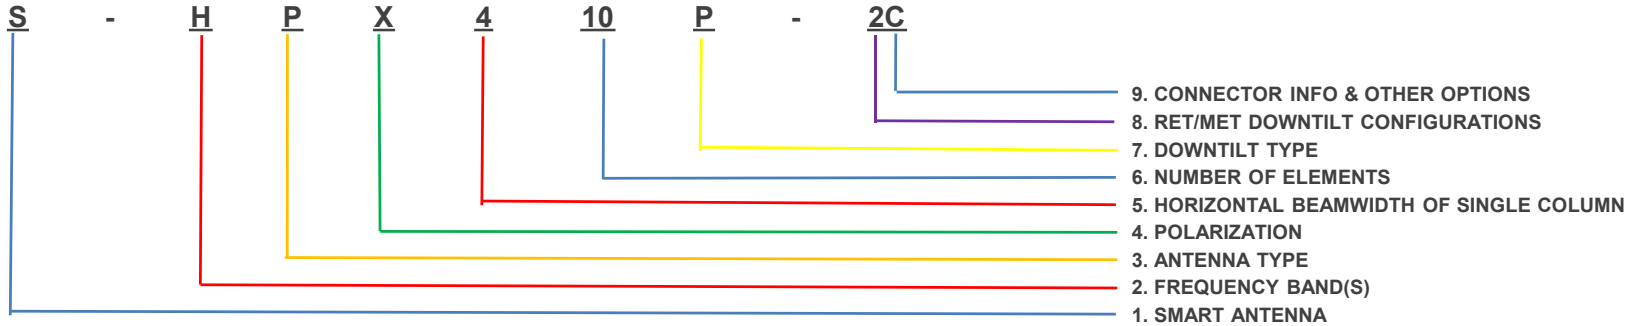 S - H P X 4 10 P - 2C
9. CONNECTOR INFO & OTHER OPTIONS
8. RET/MET DOWNTILT CONFIGURATIONS
7. DOWNTILT TYPE
6. NUMBER OF ELEMENTS
5. HORIZONTAL BEAMWIDTH OF SINGLE COLUMN
4. POLARIZATION
3. ANTENNA TYPE
2. FREQUENCY BAND(S)
1. SMART ANTENNA